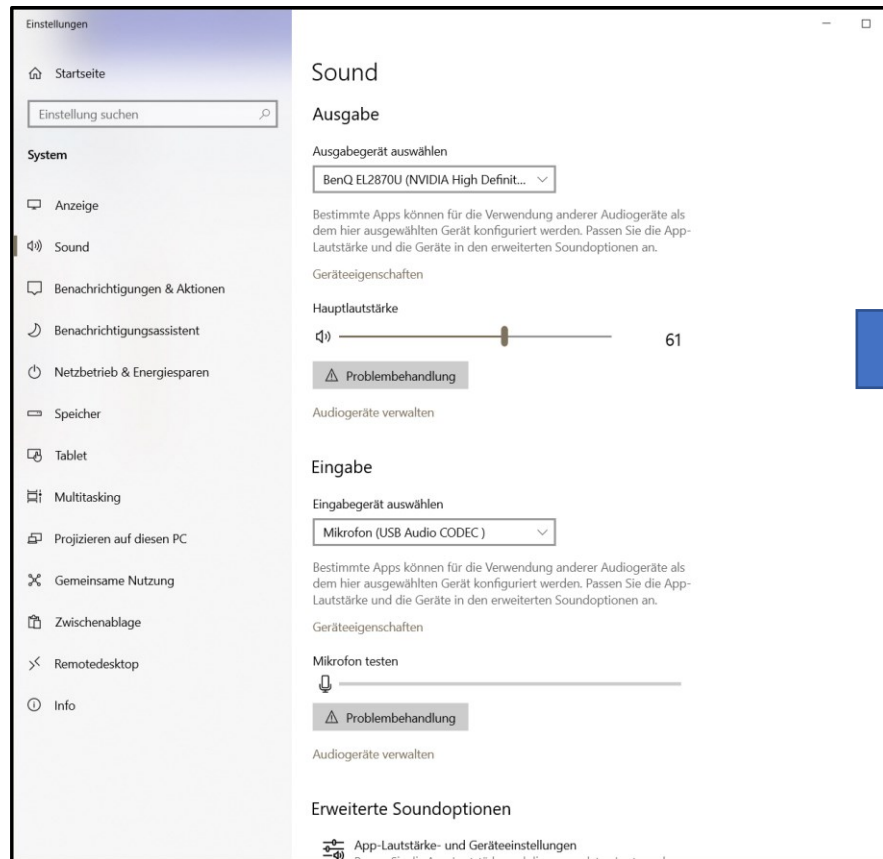 Einstellungen
Startseite
Einstellung suchen
System
Anzeige
Sound
Benachrichtigungen & Aktionen
Benachrichtigungsassistent
Netzbetrieb & Energiesparen
Speicher
Tablet
Multitasking
Projizieren auf diesen PC
Gemeinsame Nutzung
Zwischenablage
Remotedesktop
Info
Sound
Ausgabe
Ausgabegerät auswählen
BenQ EL2870U (NVIDIA High Definit...
Bestimmte Apps können für die Verwendung anderer Audiogeräte als
dem hier ausgewählten Gerät konfiguriert werden. Passen Sie die App-
Lautstärke und die Geräte in den erweiterten Soundoptionen an.
Geräteeigenschaften
Hauptlautstärke
61
Problembehandlung
Audiogeräte verwalten
Eingabe
Eingabegerät auswählen
Mikrofon (USB Audio CODEC )
Bestimmte Apps können für die Verwendung anderer Audiogeräte als
dem hier ausgewählten Gerät konfiguriert werden. Passen Sie die App-
Lautstärke und die Geräte in den erweiterten Soundoptionen an.
Geräteeigenschaften
Mikrofon testen
Problembehandlung
Audiogeräte verwalten
Erweiterte Soundoptionen
App-Lautstärke- und Geräteeinstellungen